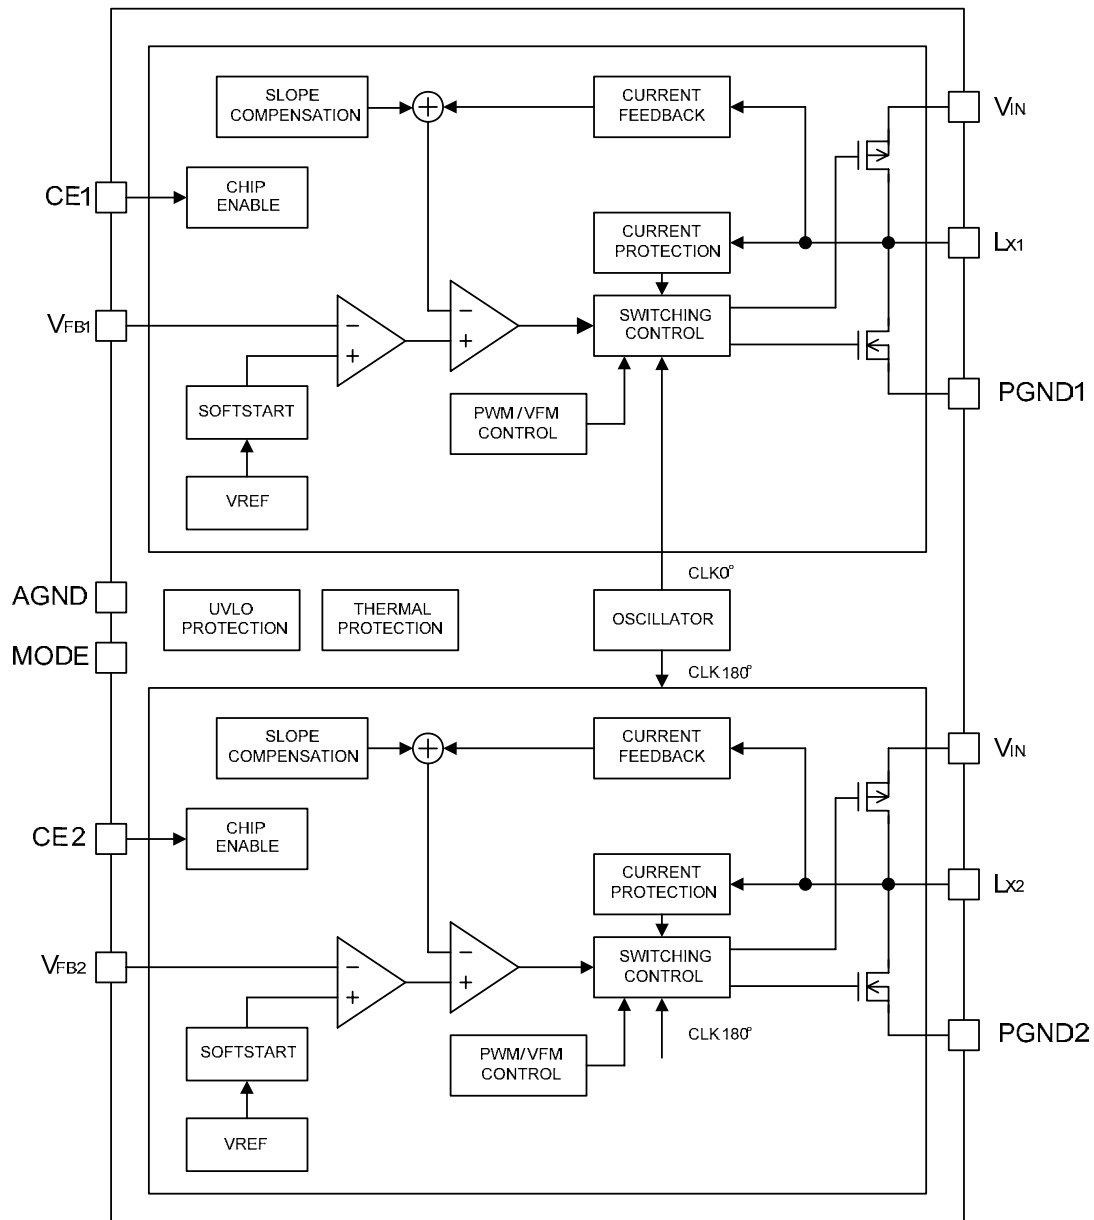 SLOPE
COMPENSATION
CURRENT
FEEDBACK
VIN
CE1
CHIP
ENABLE
CURRENT
PROTECTION
LX1
VFB1
−
+
−
+
SWITCHING
CONTROL
SOFTSTART
PWM/VFM
CONTROL
PGND1
VREF
AGND
UVLO
PROTECTION
THERMAL
PROTECTION
CLK0°
OSCILLATOR
MODE
CLK180°
SLOPE
COMPENSATION
CURRENT
FEEDBACK
VIN
CE2
CHIP
ENABLE
CURRENT
PROTECTION
LX2
VFB2
−
+
−
+
SWITCHING
CONTROL
SOFTSTART
PWM/VFM
CONTROL
CLK180°
PGND2
VREF